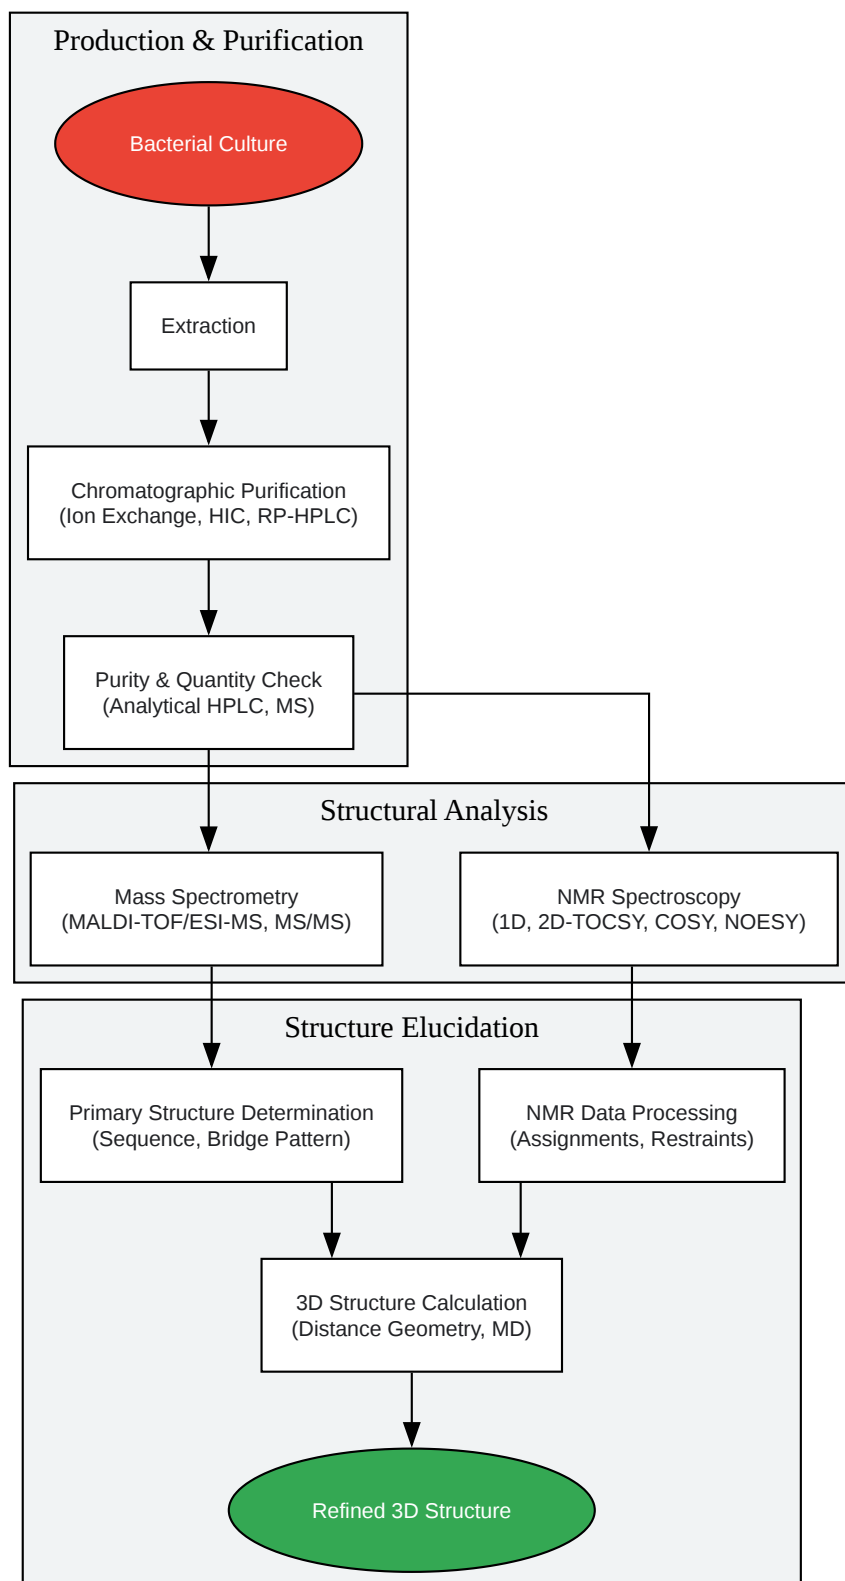 Production & Purification
Bacterial Culture
Extraction
Chromatographic Purification
(Ion Exchange, HIC, RP-HPLC)
Purity & Quantity Check
(Analytical HPLC, MS)
Structural Analysis
Mass Spectrometry
(MALDI-TOF/ESI-MS, MS/MS)
NMR Spectroscopy
(1D, 2D-TOCSY, COSY, NOESY)
Structure Elucidation
Primary Structure Determination
(Sequence, Bridge Pattern)
NMR Data Processing
(Assignments, Restraints)
3D Structure Calculation
(Distance Geometry, MD)
Refined 3D Structure